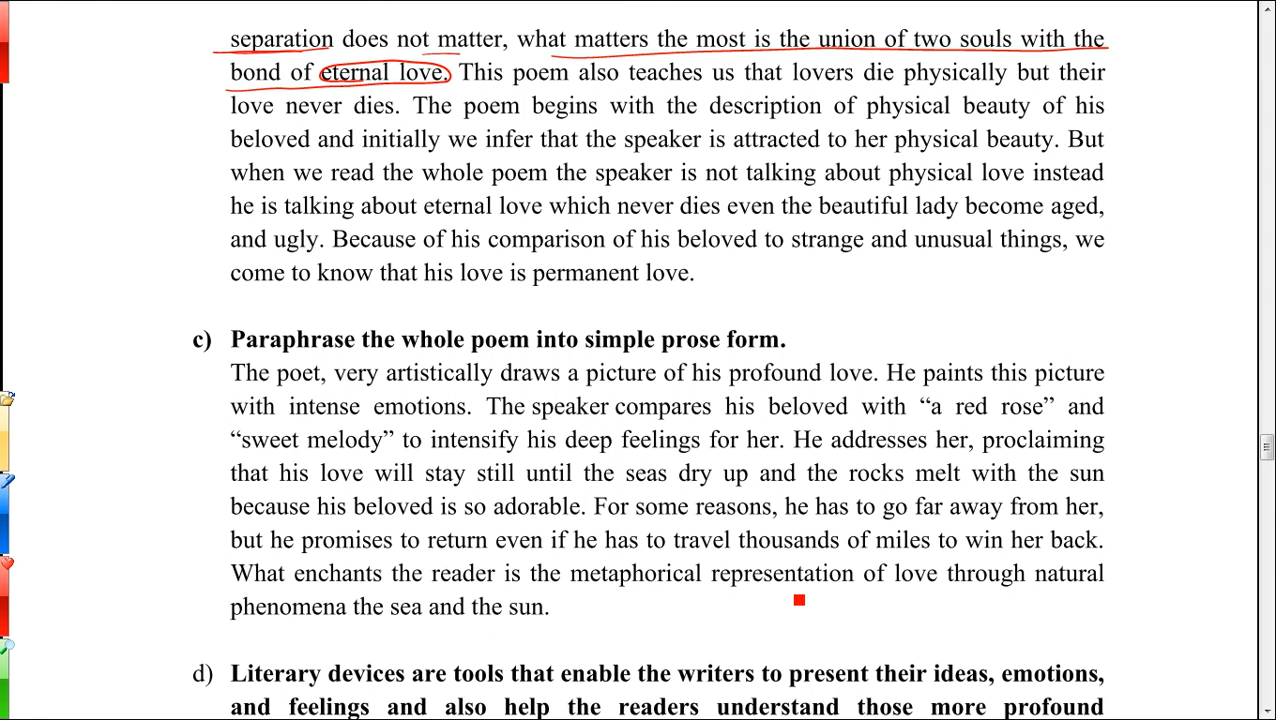 separation does not matter, what matters the most is the union of two souls with the
bond of eternal love. This poem also teaches us that lovers die physically but their
love never dies. The poem begins with the description of physical beauty of his
beloved and initially we infer that the speaker is attracted to her physical beauty. But
when we read the whole poem the speaker is not talking about physical love instead
he is talking about eternal love which never dies even the beautiful lady become aged,
and ugly. Because of his comparison of his beloved to strange and unusual things, we
come to know that his love is permanent love.
c) Paraphrase the whole poem into simple prose form.
The poet, very artistically draws a picture of his profound love. He paints this picture
with intense emotions. The speaker compares his beloved with “a red rose” and
“sweet melody” to intensify his deep feelings for her. He addresses her, proclaiming
that his love will stay still until the seas dry up and the rocks melt with the sun
because his beloved is so adorable. For some reasons, he has to go far away from her,
but he promises to return even if he has to travel thousands of miles to win her back.
What enchants the reader is the metaphorical representation of love through natural
phenomena the sea and the sun.
d) Literary devices are tools that enable the writers to present their ideas, emotions,
and feelings and also help the readers understand those more profound